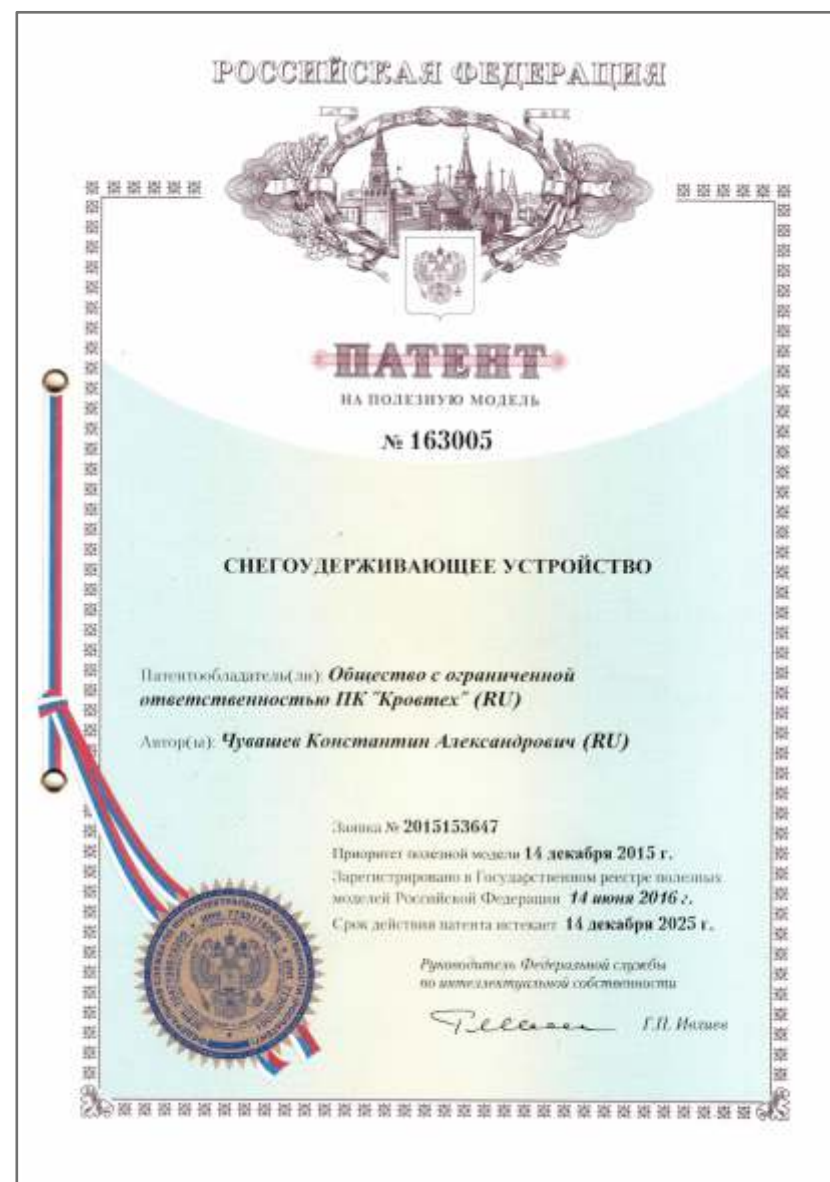 РОССИЙСКАЯ ФЕДЕРАЦИЯ
ПАТЕНТ
НА ПОЛЕЗНУЮ МОДЕЛЬ
№ 163005
СНЕГОУДЕРЖИВАЮЩЕЕ УСТРОЙСТВО
Патентообладатель(ли): Общество с ограниченной
ответственностью ПК "Кровтех" (RU)
Автор(ы): Чувашев Константин Александрович (RU)
Заявка № 2015153647
Приоритет полезной модели 14 декабря 2015 г.
Зарегистрировано в Государственном реестре полезных
моделей Российской Федерации 14 июня 2016 г.
Срок действия патента истекает 14 декабря 2025 г.
Руководитель Федеральной службы
по интеллектуальной собственности
Г.П. Ивлиев